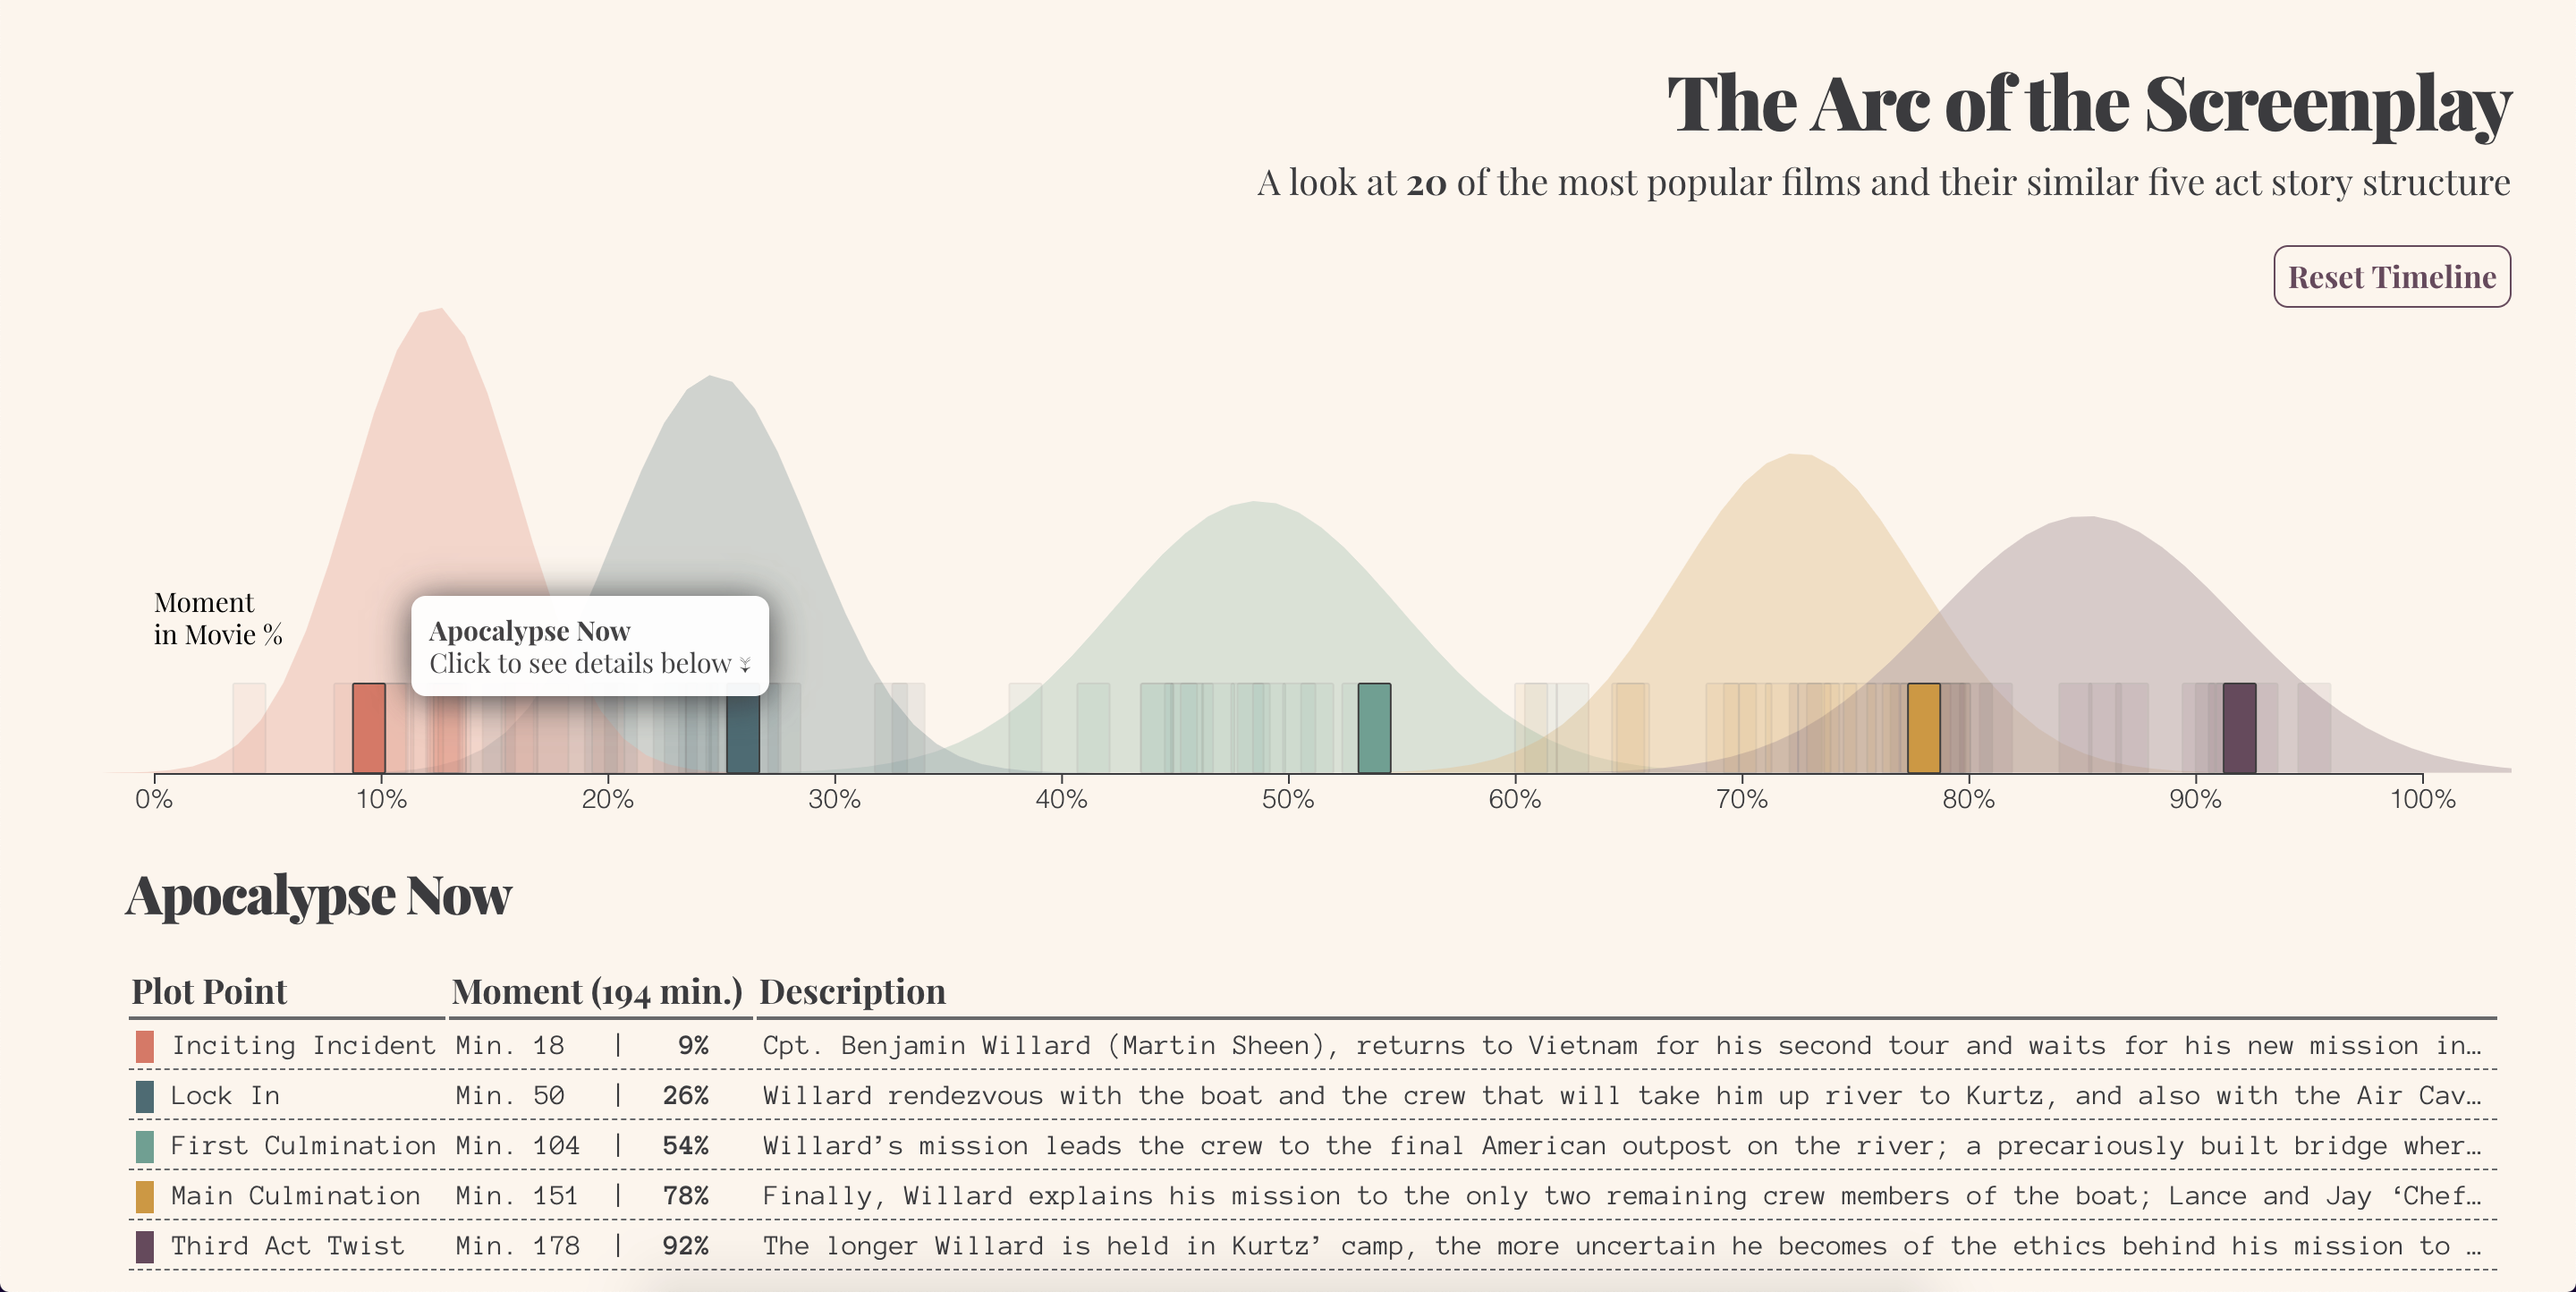 The Arc of the Screenplay
A look at 20 of the most popular films and their similar five act story structure
Reset Timeline
Moment
in Movie %
Apocalypse Now
Click to see details below
0% 10% 20% 30% 40% 50% 60% 70% 80% 90% 100%
Apocalypse Now
Plot Point Moment (194 min.) Description
Inciting Incident Min. 18 | 9% Cpt. Benjamin Willard (Martin Sheen), returns to Vietnam for his second tour and waits for his new mission in…
Lock In Min. 50 | 26% Willard rendezvous with the boat and the crew that will take him up river to Kurtz, and also with the Air Cav…
First Culmination Min. 104 | 54% Willard’s mission leads the crew to the final American outpost on the river; a precariously built bridge wher…
Main Culmination Min. 151 | 78% Finally, Willard explains his mission to the only two remaining crew members of the boat; Lance and Jay ‘Chef…
Third Act Twist Min. 178 | 92% The longer Willard is held in Kurtz’ camp, the more uncertain he becomes of the ethics behind his mission to …